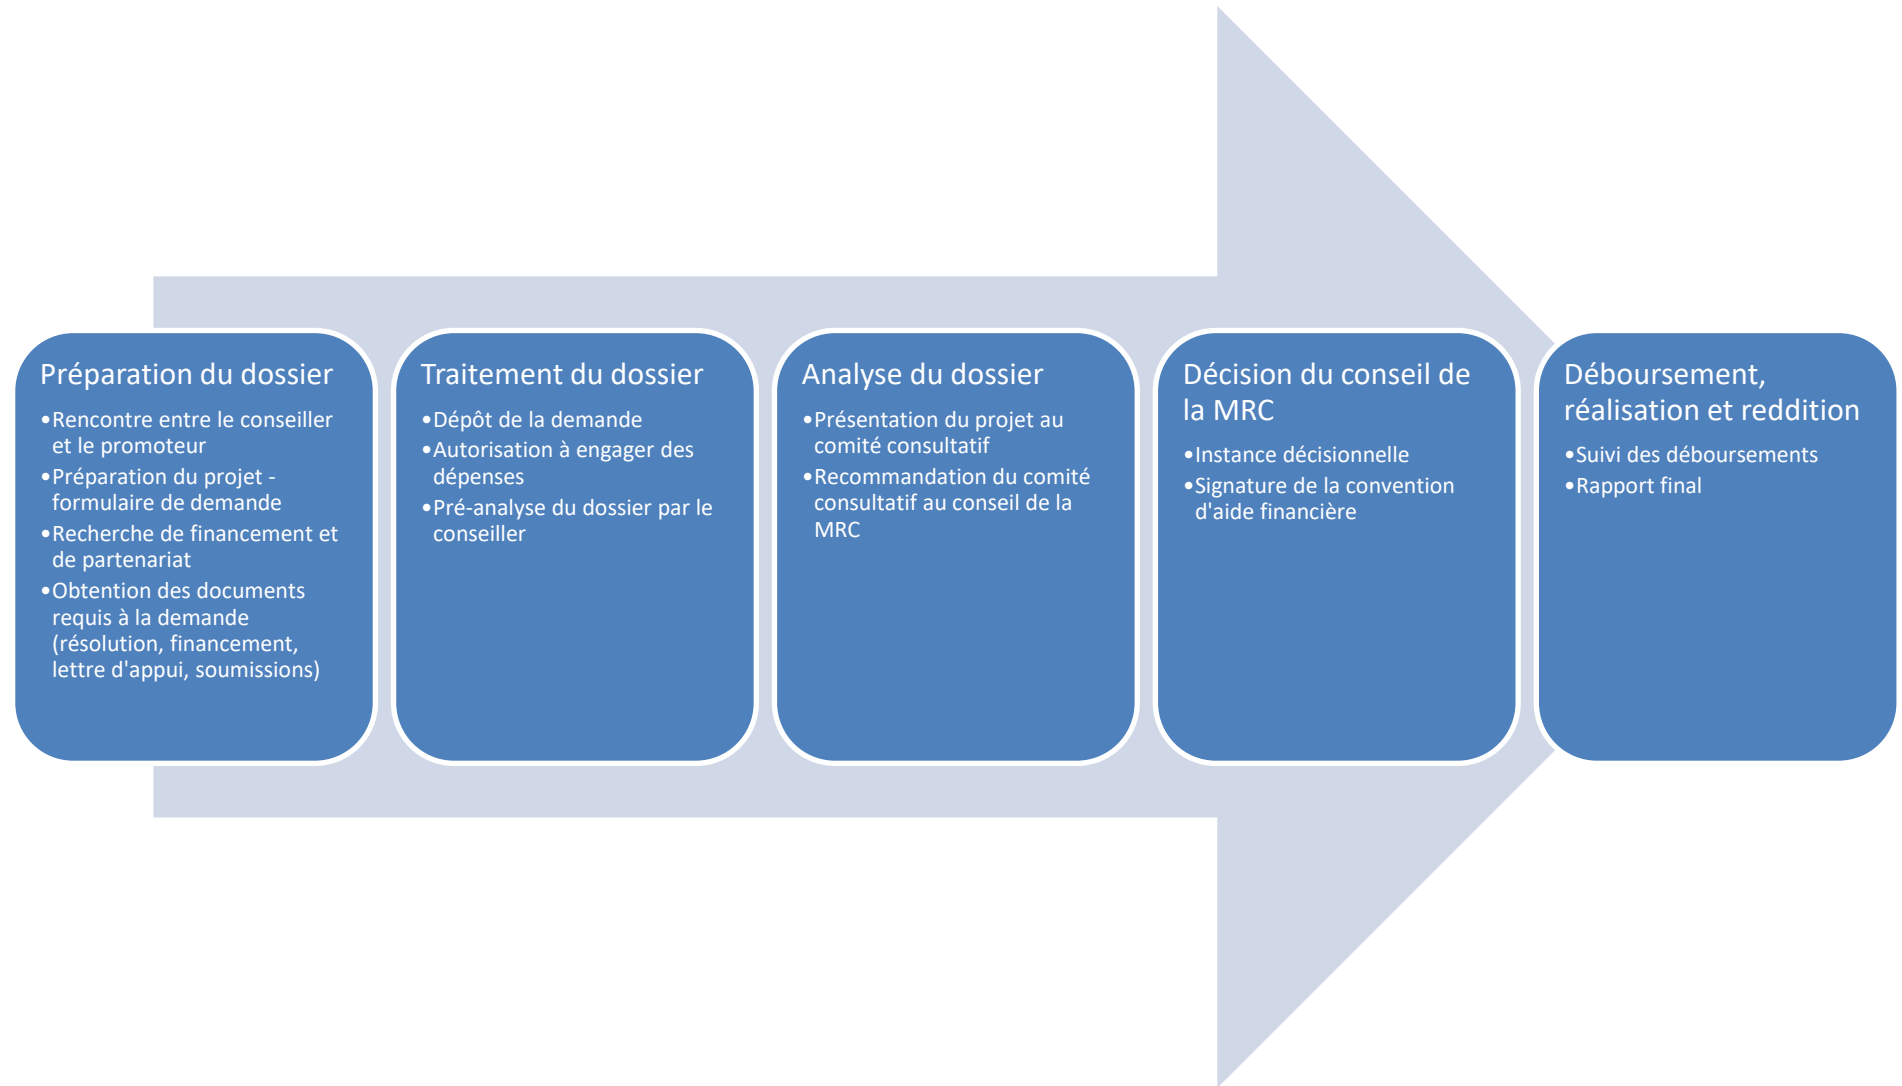 Préparation du dossier
•Rencontre entre le conseiller
et le promoteur
•Préparation du projet -
formulaire de demande
•Recherche de financement et
de partenariat
•Obtention des documents
requis à la demande
(résolution, financement,
lettre d'appui, soumissions)
Traitement du dossier
•Dépôt de la demande
•Autorisation à engager des
dépenses
•Pré-analyse du dossier par le
conseiller
Analyse du dossier
•Présentation du projet au
comité consultatif
•Recommandation du comité
consultatif au conseil de la
MRC
Décision du conseil de
la MRC
•Instance décisionnelle
•Signature de la convention
d'aide financière
Déboursement,
réalisation et reddition
•Suivi des déboursements
•Rapport final